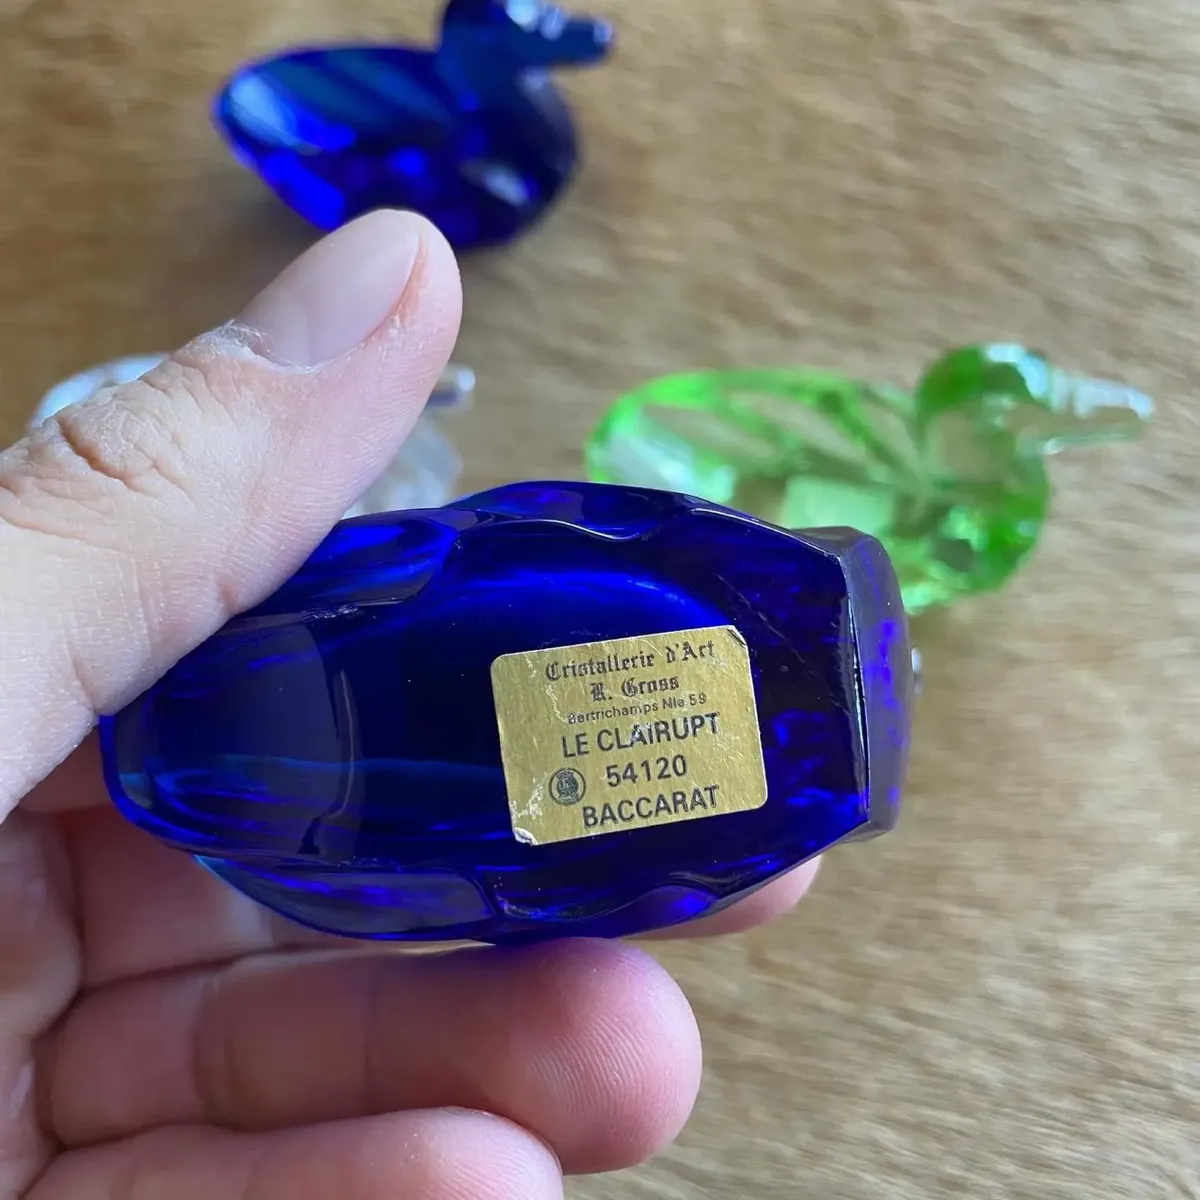 Cristallerie d'Art
R. Gross
Bertrichamps Nle 59
LE CLAIRUPT
54120
BACCARAT